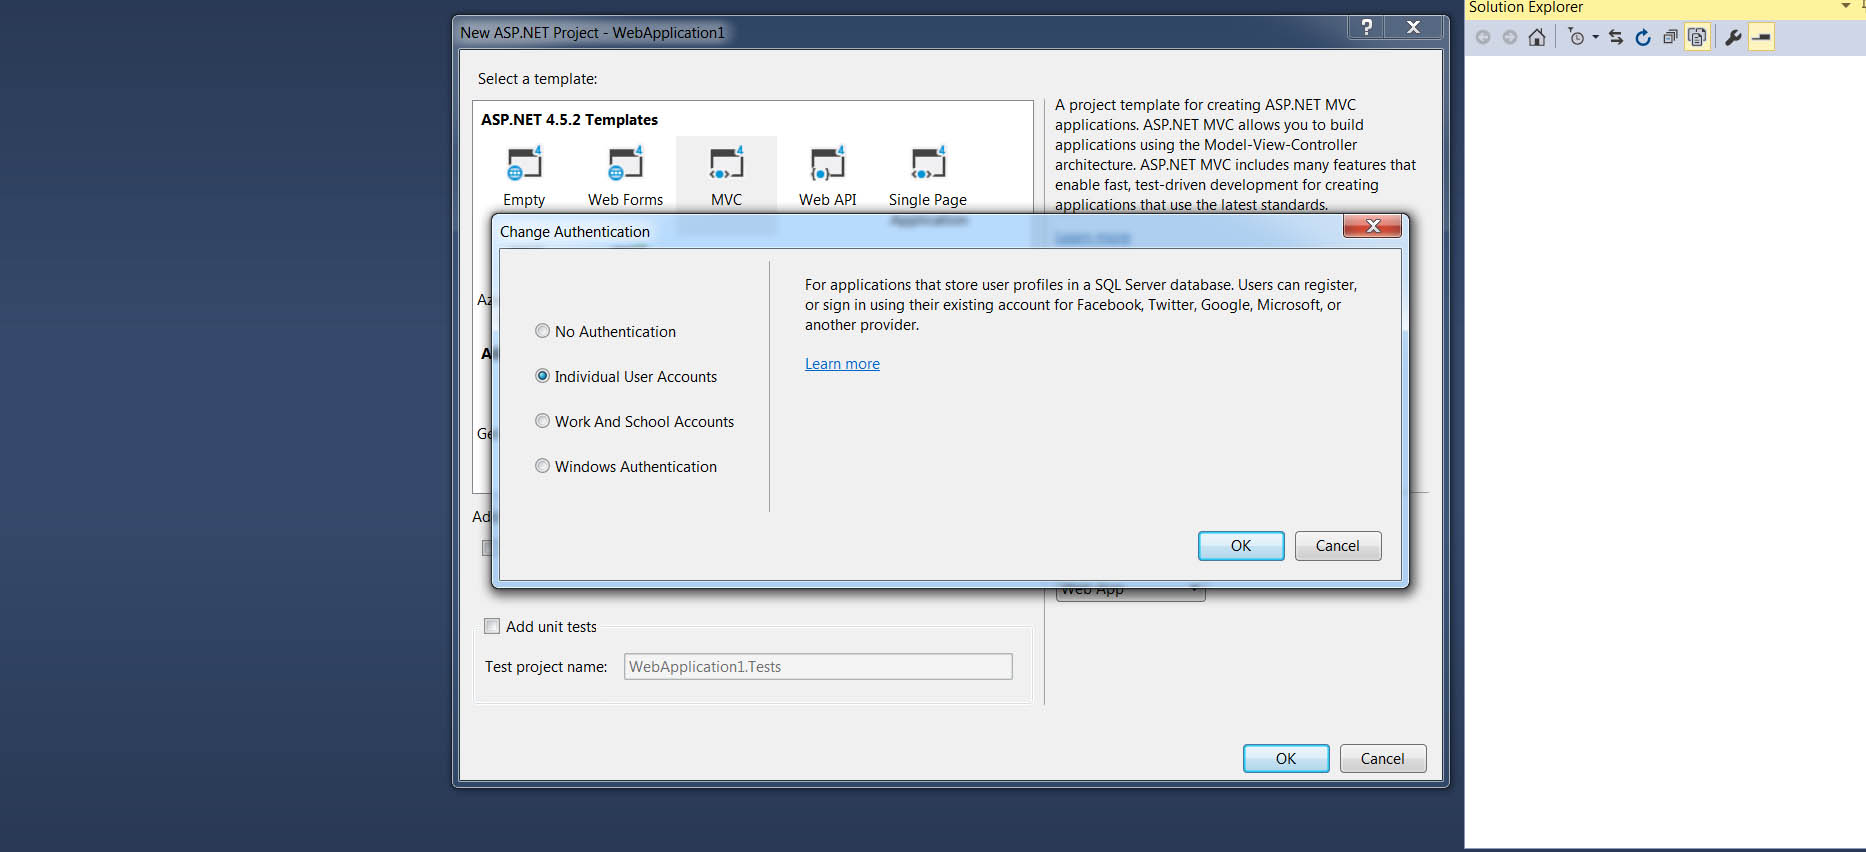 Solution Explorer
New ASP.NET Project - WebApplication1
?
Select a template:
ASP.NET 4.5.2 Templates
Empty
Web Forms
MVC
Web API
Single Page
Application
A project template for creating ASP.NET MVC
applications. ASP.NET MVC allows you to build
applications using the Model-View-Controller
architecture. ASP.NET MVC includes many features that
enable fast, test-driven development for creating
applications that use the latest standards.
Learn more
Change Authentication
No Authentication
Individual User Accounts
Work And School Accounts
Windows Authentication
For applications that store user profiles in a SQL Server database. Users can register,
or sign in using their existing account for Facebook, Twitter, Google, Microsoft, or
another provider.
Learn more
OK
Cancel
Web App
Add unit tests
Test project name:
WebApplication1.Tests
OK
Cancel